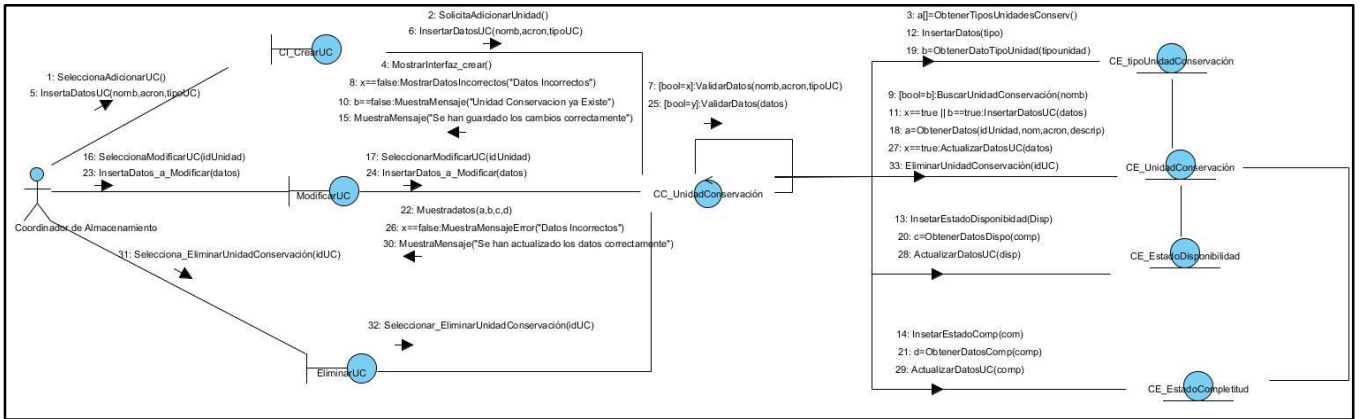 2: SolicitaAdicionarUnidad()
6: InsertarDatosUC(nomb,acron,tipoUC)
CI_CrearUC
4: MostrarInterfaz_crear()
8: x==false:MostrarDatosIncorrectos("Datos Incorrectos")
10: b==false:MuestraMensaje("Unidad Conservacion ya Existe")
15: MuestraMensaje("Se han guardado los cambios correctamente")
1: SeleccionaAdicionarUC()
5: InsertaDatosUC(nomb,acron,tipoUC)
7: [bool=x]:ValidarDatos(nomb,acron,tipoUC)
25: [bool=y]:ValidarDatos(datos)
3: a[]=ObtenerTiposUnidadesConserv()
12: InsertarDatos(tipo)
19: b=ObtenerDatoTipoUnidad(tipounidad)
CE_tipoUnidadConservación
9: [bool=b]:BuscarUnidadConservación(nomb)
11: x==true || b==true:InsertarDatosUC(datos)
18: a=ObtenerDatos(idUnidad,nom,acron,descrip)
27: x==true:ActualizarDatosUC(datos)
33: EliminarUnidadConservación(idUC)
CE_UnidadConservación
16: SeleccionaModificarUC(idUnidad)
23: InsertaDatos_a_Modificar(datos)
17: SeleccionarModificarUC(idUnidad)
24: InsertarDatos_a_Modificar(datos)
ModificarUC
CC_UnidadConservación
22: Muestradatos(a,b,c,d)
26: x==false:MuestraMensajeError("Datos Incorrectos")
30: MuestraMensaje("Se han actualizado los datos correctamente")
Coordinador de Almacenamiento
13: InsetarEstadoDisponibidad(Disp)
20: c=ObtenerDatosDispo(comp)
28: ActualizarDatosUC(disp)
CE_EstadoDisponibilidad
31: Selecciona_EliminarUnidadConservación(idUC)
32: Seleccionar_EliminarUnidadConservación(idUC)
EliminarUC
14: InsetarEstadoComp(com)
21: d=ObtenerDatosComp(comp)
29: ActualizarDatosUC(comp)
CE_EstadoCompletitud